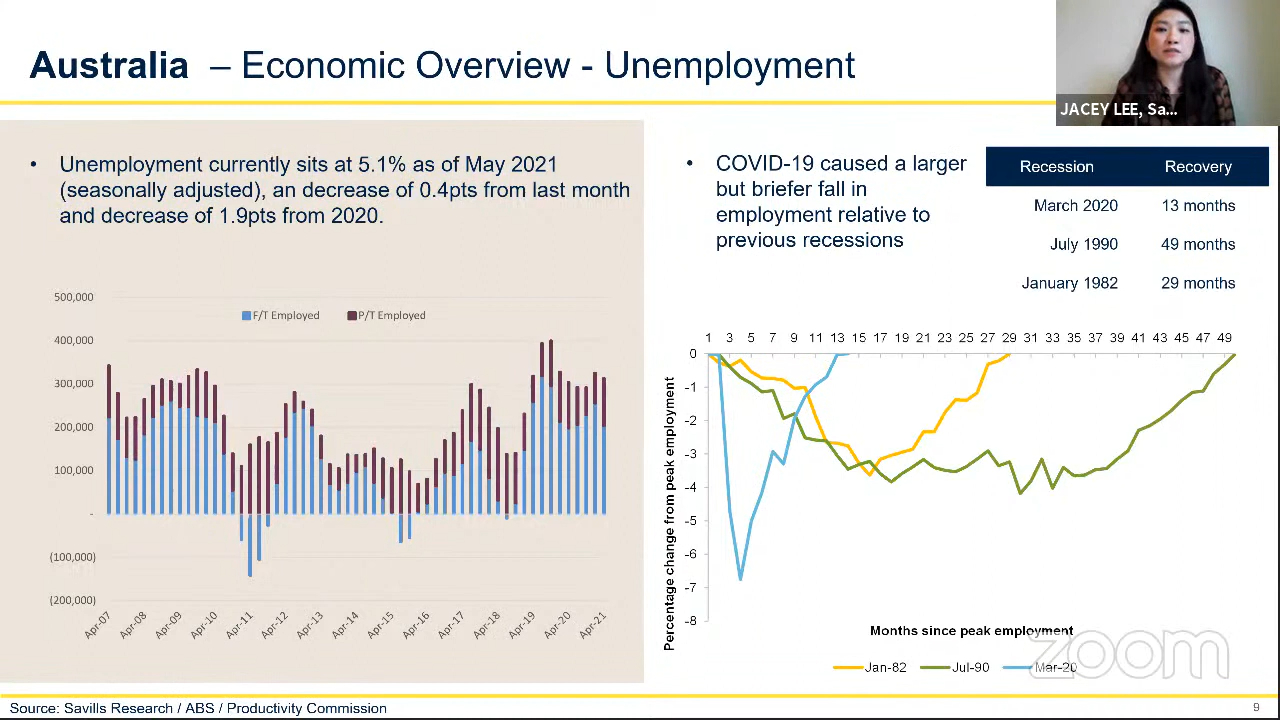 Australia – Economic Overview - Unemployment
JACEY LEE, Sa...
• Unemployment currently sits at 5.1% as of May 2021
(seasonally adjusted), an decrease of 0.4pts from last month
and decrease of 1.9pts from 2020.
500,000
400,000
300,000
200,000
100,000
-
(100,000)
(200,000)
F/T Employed P/T Employed
Apr-07 Apr-08 Apr-09 Apr-10 Apr-11 Apr-12 Apr-13 Apr-14 Apr-15 Apr-16 Apr-17 Apr-18 Apr-19 Apr-20 Apr-21
• COVID-19 caused a larger
but briefer fall in
employment relative to
previous recessions
Recession Recovery
March 2020 13 months
July 1990 49 months
January 1982 29 months
1 3 5 7 9 11 13 15 17 19 21 23 25 27 29 31 33 35 37 39 41 43 45 47 49
0
-1
-2
-3
-4
-5
-6
-7
-8
Percentage change from peak employment
Months since peak employment
Jan-82 Jul-90 Mar-20
zoom
Source: Savills Research / ABS / Productivity Commission
9